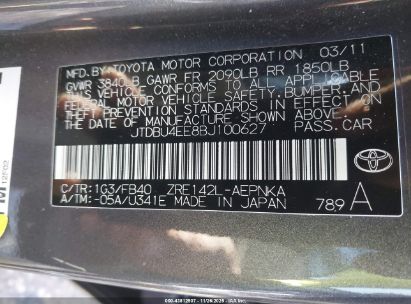 MFD. BY: TOYOTA MOTOR CORPORATION 03/11
GVWR 3840LB GAWR FR 2090LB RR 1850LB
THIS VEHICLE CONFORMS TO ALL APPLICABLE
FEDERAL MOTOR VEHICLE SAFETY, BUMPER, AND
THEFT PREVENTION STANDARDS IN EFFECT ON
THE DATE OF MANUFACTURE SHOWN ABOVE.
JTDBU4EE8BJ100627 PASS. CAR
TOYOTA
C/TR: 1G3/FB40 ZRE142L-AEPNKA
A/TM: -05A/U341E MADE IN JAPAN 789 A